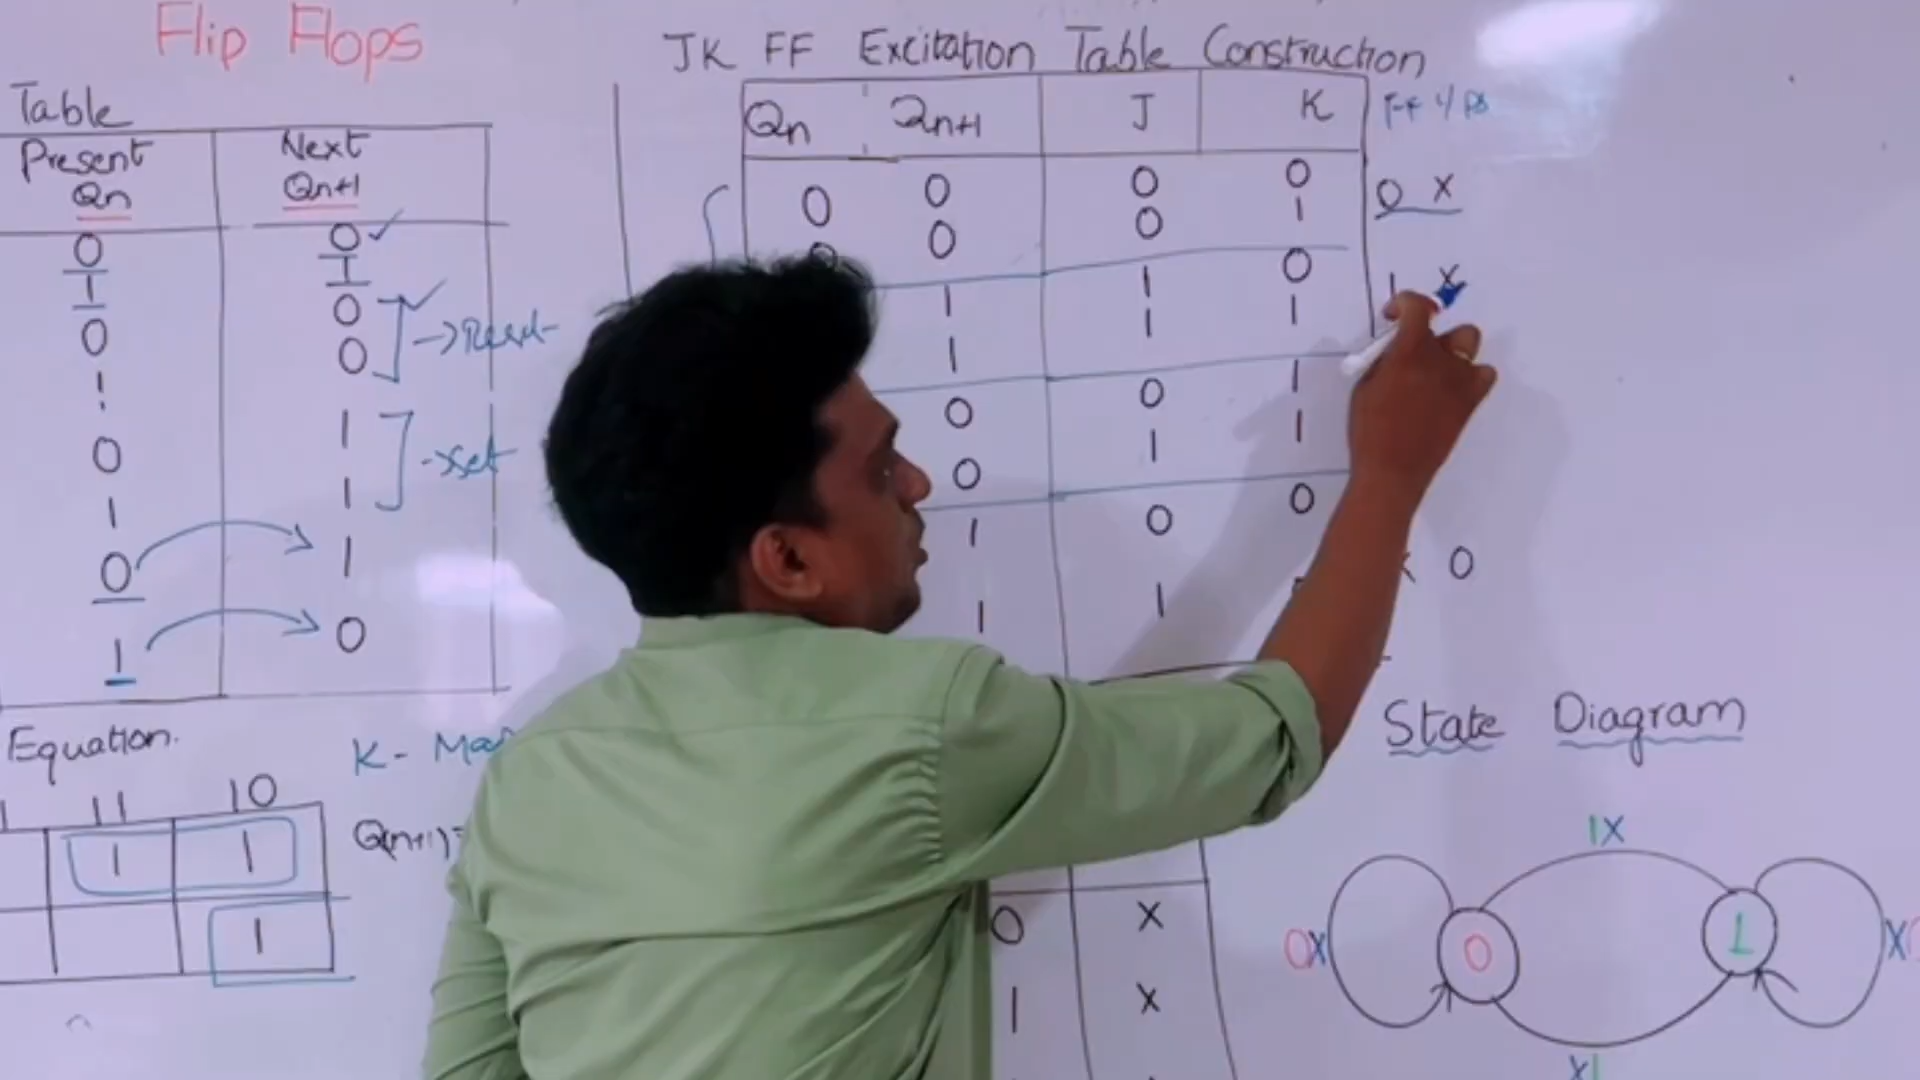 Flip Flops
Table
Present Next
Qn Qn+1
0 0 ✓
1 1
0 0 ✓
1 0 → Reset
0 1
1 1 → Set
0 1
1 0
Equation.
11 10
1 1
1
K-
Q(n+1)=
JK FF Excitation Table Construction
Qn Qn+1 J K
0 0 0 0 0 X
0 0 0 1
1 1 0 1 X
1 1 1
0 0 1
0 1 1
1 0 0
1 1 X 0
0 X
1 X
State Diagram
1X
0X 0 1 X
X1